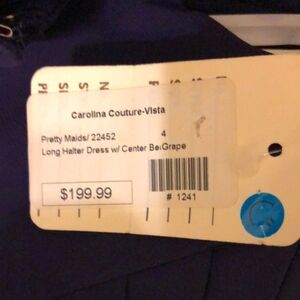 Carolina Couture-Vista
Pretty Maids/ 22452 4
Long Halter Dress w/ Center Be Grape
$199.99
# 1241